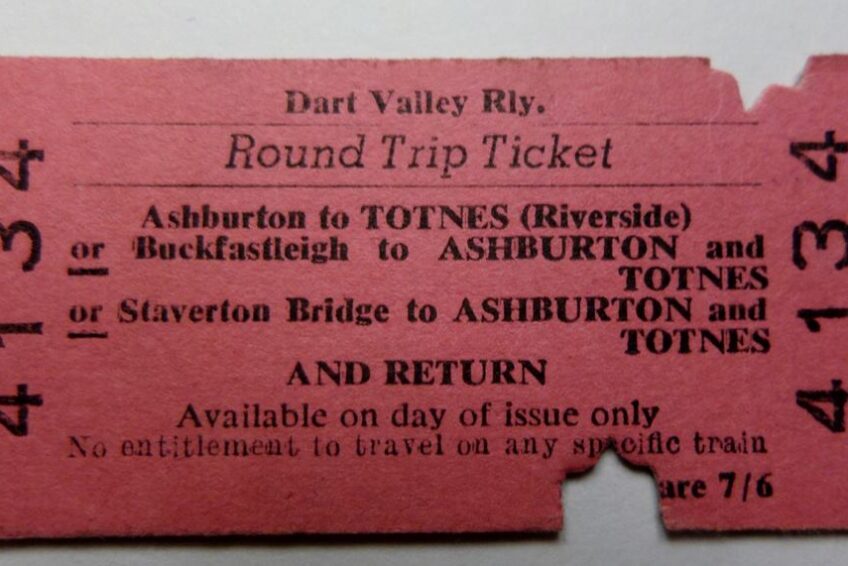 Dart Valley Rly.
Round Trip Ticket
Ashburton to TOTNES (Riverside)
or Buckfastleigh to ASHBURTON and
TOTNES
or Staverton Bridge to ASHBURTON and
TOTNES
AND RETURN
Available on day of issue only
No entitlement to travel on any specific train
are 7/6
4134
4134